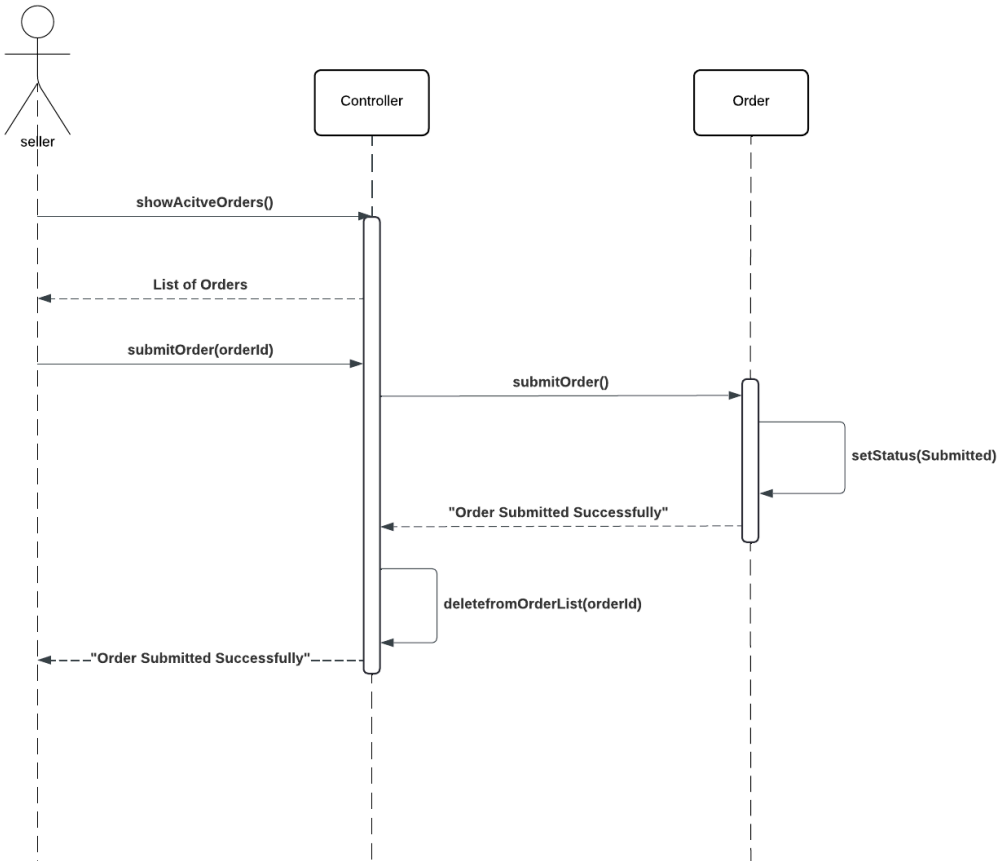 seller
Controller
Order
showAcitveOrders()
List of Orders
submitOrder(orderId)
submitOrder()
setStatus(Submitted)
"Order Submitted Successfully"
deletefromOrderList(orderId)
"Order Submitted Successfully"